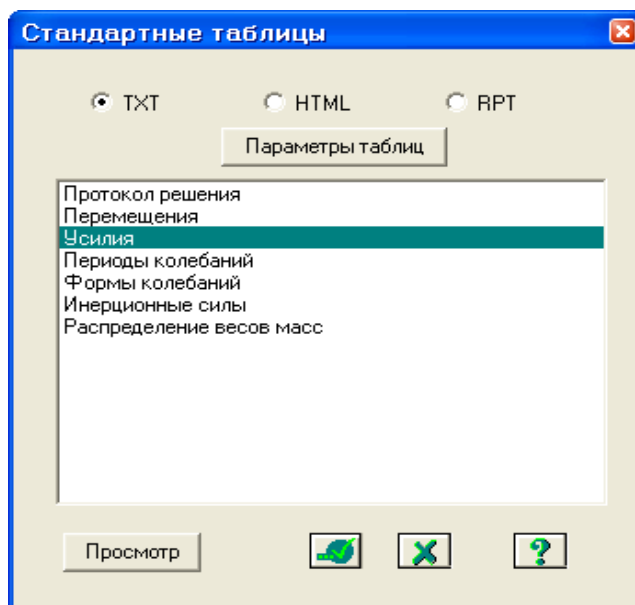 Стандартные таблицы
TXT HTML RPT
Параметры таблиц
Протокол решения
Перемещения
Усилия
Периоды колебаний
Формы колебаний
Инерционные силы
Распределение весов масс
Просмотр
?